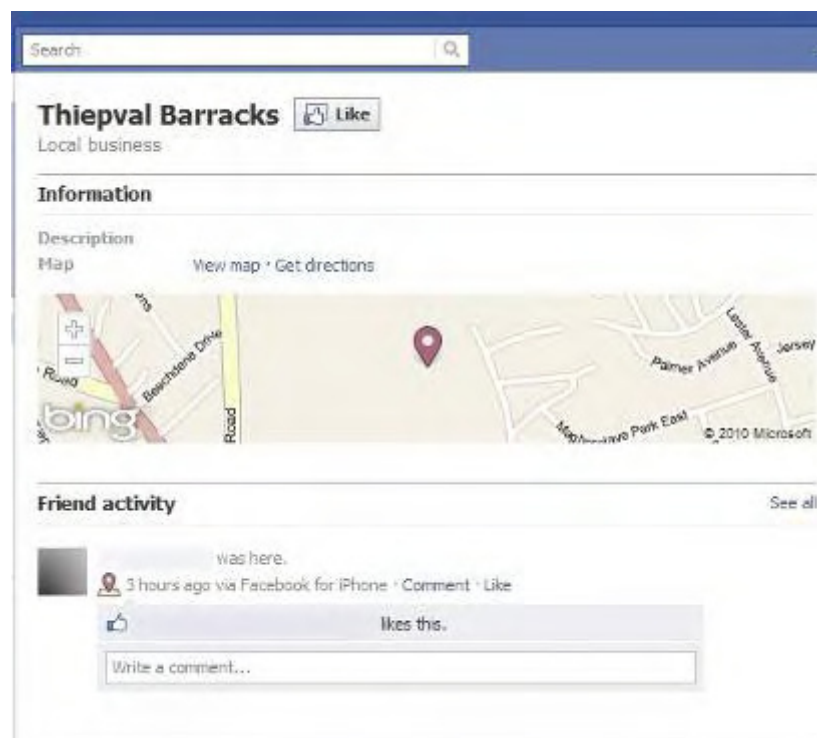 Search
Thiepval Barracks Like
Local business
Information
Description
Map View map · Get directions
Road
Beechdene Drive
Road
bing
Palmer Avenue
Lester Avenue
Jersey
Park East
© 2010 Microsoft
Friend activity See all
was here.
3 hours ago via Facebook for iPhone · Comment · Like
likes this.
Write a comment...